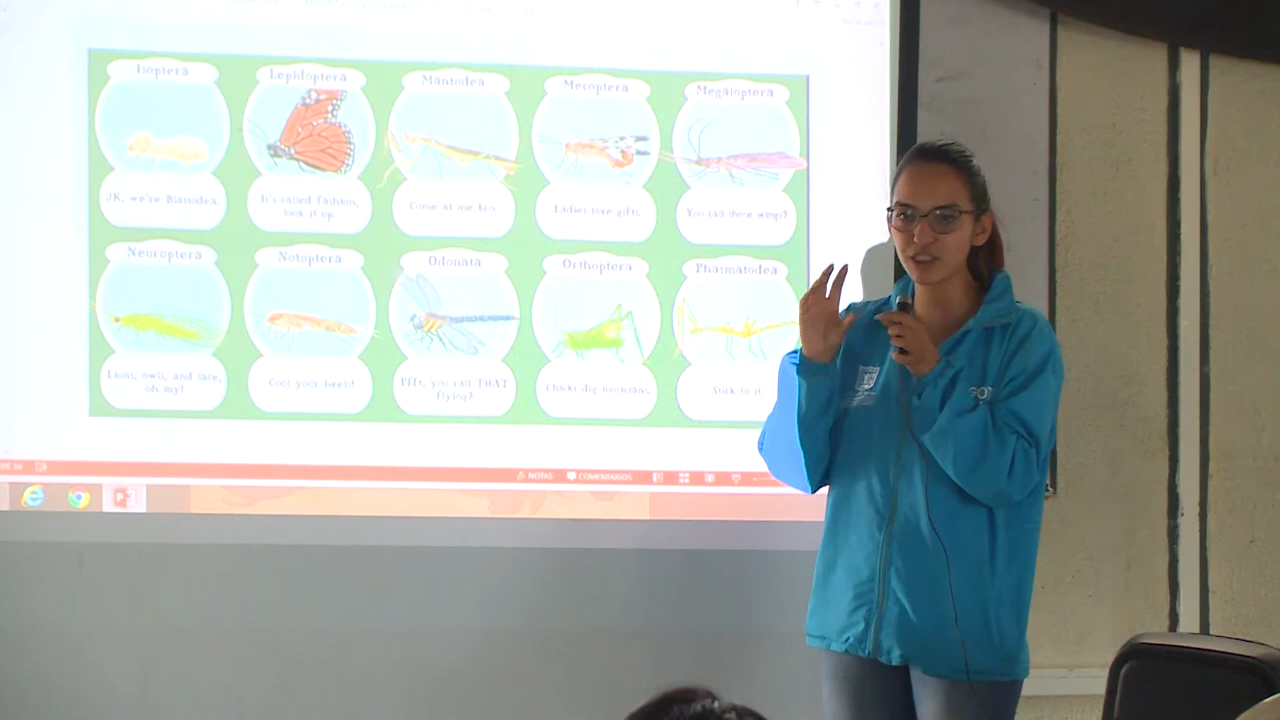 Isoptera
Lepidoptera
Mantodea
Mecoptera
Megaloptera
JK, we're Blattodea.
It's called fashion,
look it up.
Come at me bro.
Ladies love gifts.
You call those wings?
Neuroptera
Notoptera
Odonata
Orthoptera
Phasmatodea
Lions, owls, and lace,
oh my!
Cool your heels!
Pfft, you call THAT
flying?
Chicks dig musicians.
Stick to it.
NOTAS
COMENTARIOS